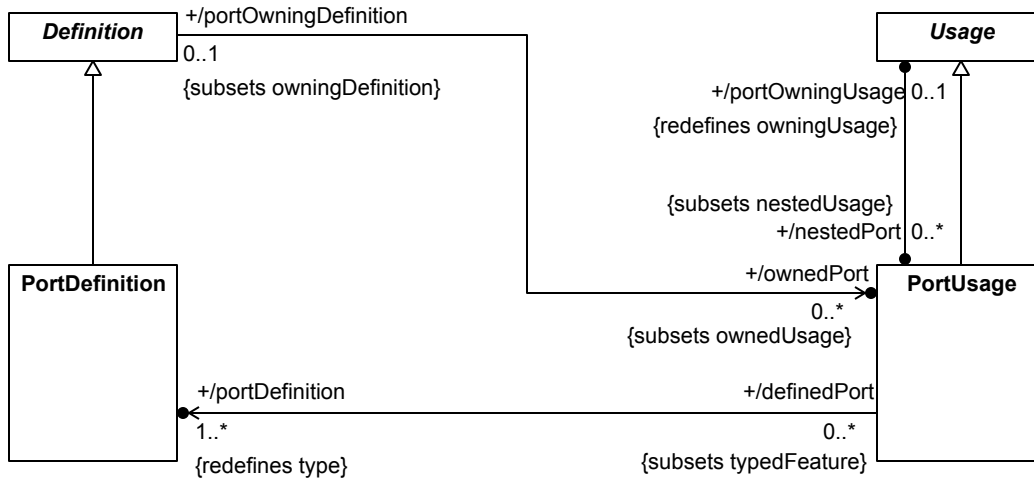 +/portOwningDefinition
Definition
Usage
0..1
{subsets owningDefinition}
+/portOwningUsage 0..1
{redefines owningUsage}
{subsets nestedUsage}
+/nestedPort 0..*
PortDefinition
+/ownedPort
PortUsage
0..*
{subsets ownedUsage}
+/portDefinition
+/definedPort
1..*
0..*
{redefines type}
{subsets typedFeature}